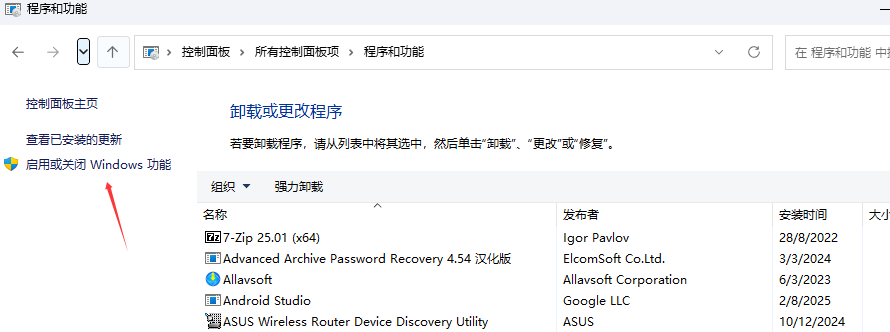 程序和功能
控制面板 › 所有控制面板项 › 程序和功能
在 程序和功能 中
控制面板主页
查看已安装的更新
启用或关闭 Windows 功能
卸载或更改程序
若要卸载程序，请从列表中将其选中，然后单击“卸载”、“更改”或“修复”。
组织 强力卸载
名称 发布者 安装时间 大小
7-Zip 25.01 (x64) Igor Pavlov 28/8/2022
Advanced Archive Password Recovery 4.54 汉化版 ElcomSoft Co.Ltd. 3/3/2024
Allavsoft Allavsoft Corporation 6/3/2023
Android Studio Google LLC 2/8/2025
ASUS Wireless Router Device Discovery Utility ASUS 10/12/2024